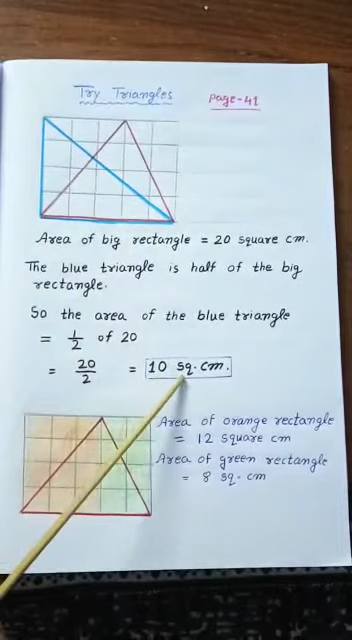 Try Triangles
Page-41
Area of big rectangle = 20 square cm.
The blue triangle is half of the big
rectangle.
So the area of the blue triangle
= 1/2 of 20
= 20/2 = 10 sq.cm.
Area of orange rectangle
= 12 square cm
Area of green rectangle
= 8 sq.cm